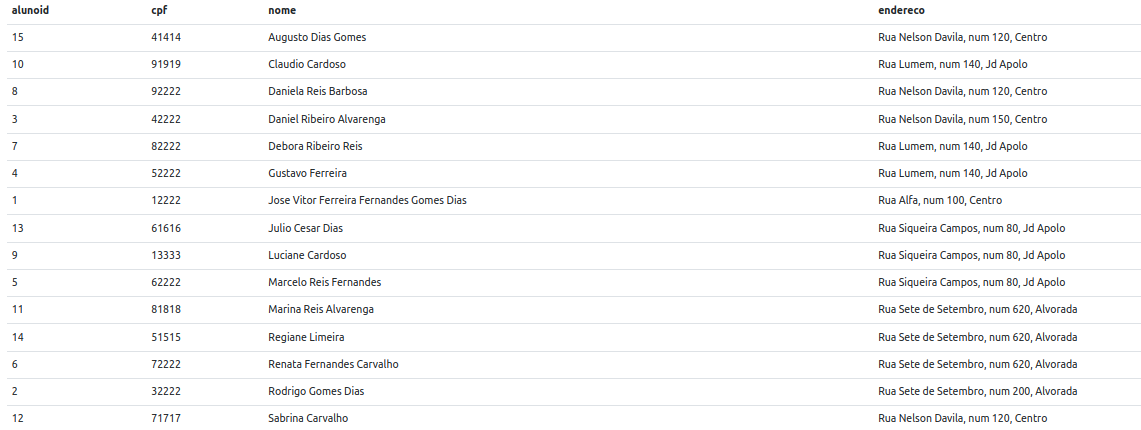 alunoid cpf nome endereco
15 41414 Augusto Dias Gomes Rua Nelson Davila, num 120, Centro
10 91919 Claudio Cardoso Rua Lumem, num 140, Jd Apolo
8 92222 Daniela Reis Barbosa Rua Nelson Davila, num 120, Centro
3 42222 Daniel Ribeiro Alvarenga Rua Nelson Davila, num 150, Centro
7 82222 Debora Ribeiro Reis Rua Lumem, num 140, Jd Apolo
4 52222 Gustavo Ferreira Rua Lumem, num 140, Jd Apolo
1 12222 Jose Vitor Ferreira Fernandes Gomes Dias Rua Alfa, num 100, Centro
13 61616 Julio Cesar Dias Rua Siqueira Campos, num 80, Jd Apolo
9 13333 Luciane Cardoso Rua Siqueira Campos, num 80, Jd Apolo
5 62222 Marcelo Reis Fernandes Rua Siqueira Campos, num 80, Jd Apolo
11 81818 Marina Reis Alvarenga Rua Sete de Setembro, num 620, Alvorada
14 51515 Regiane Limeira Rua Sete de Setembro, num 620, Alvorada
6 72222 Renata Fernandes Carvalho Rua Sete de Setembro, num 620, Alvorada
2 32222 Rodrigo Gomes Dias Rua Sete de Setembro, num 200, Alvorada
12 71717 Sabrina Carvalho Rua Nelson Davila, num 120, Centro